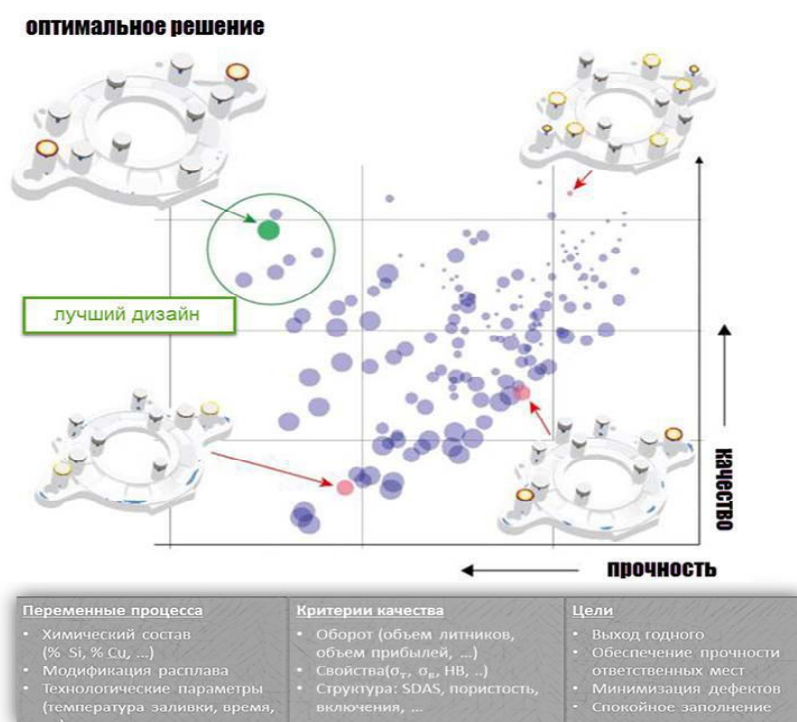 оптимальное решение
лучший дизайн
качество
прочность
Переменные процесса
• Химический состав
(% Si, % Cu, ...)
• Модификация расплава
• Технологические параметры
(температура заливки, время,
Критерии качества
• Оборот (объем литников,
объем прибылей, ...)
• Свойства(σт, σв, HB, ..)
• Структура: SDAS, пористость,
включения, ...
Цели
• Выход годного
• Обеспечение прочности
ответственных мест
• Минимизация дефектов
• Спокойное заполнение